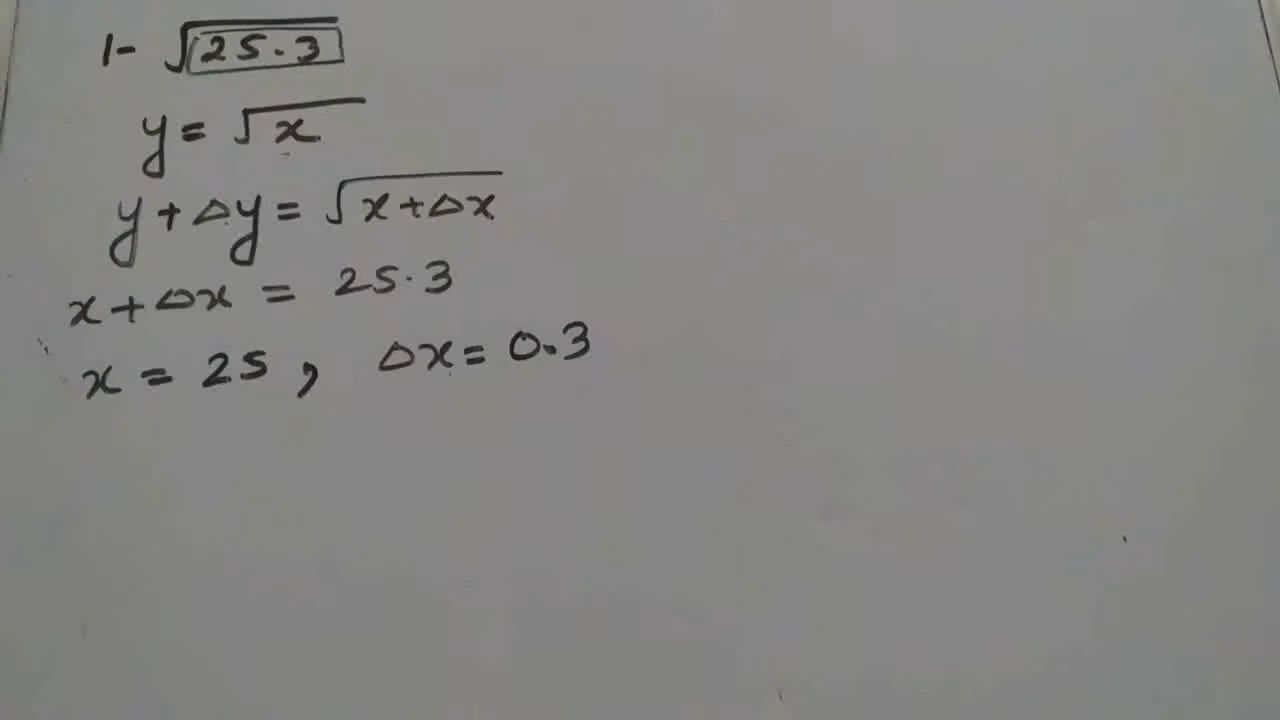 1- √25.3
y = √x
y + Δy = √x + Δx
x + Δx = 25.3
x = 25 , Δx = 0.3